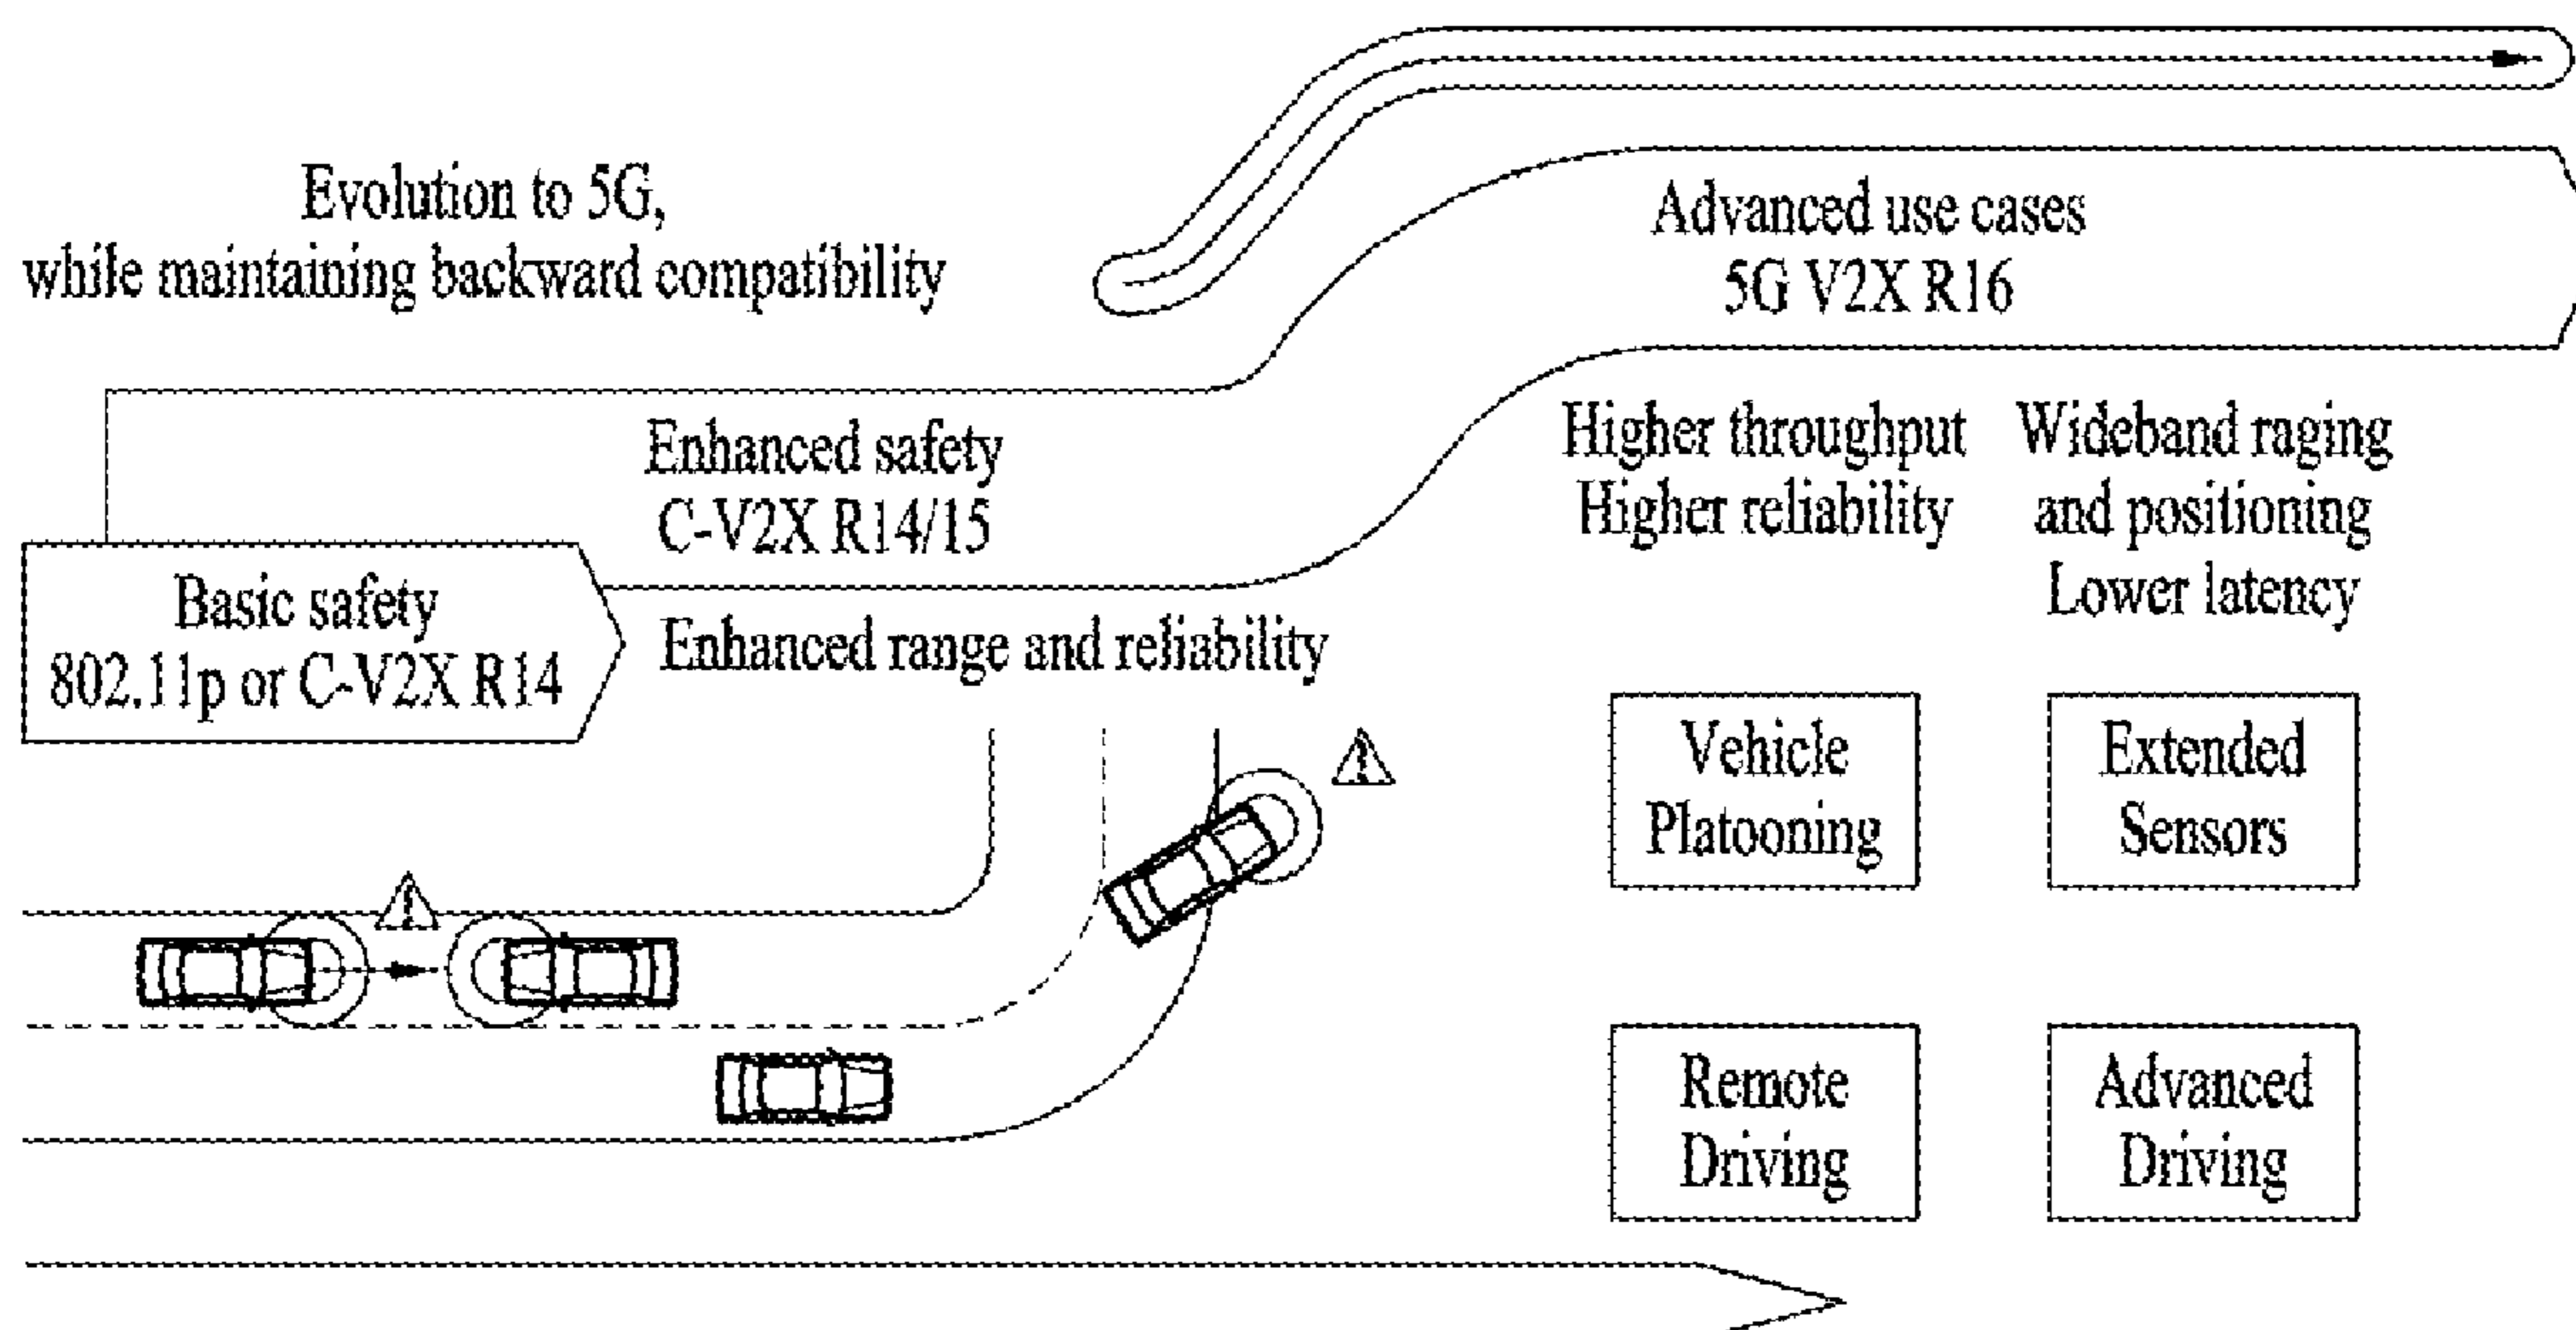 Evolution to 5G,
while maintaining backward compatibility
Advanced use cases
5G V2X R16
Enhanced safety
C-V2X R14/15
Basic safety
802.11p or C-V2X R14
Enhanced range and reliability
Higher throughput
Higher reliability
Wideband raging
and positioning
Lower latency
Vehicle
Platooning
Extended
Sensors
Remote
Driving
Advanced
Driving